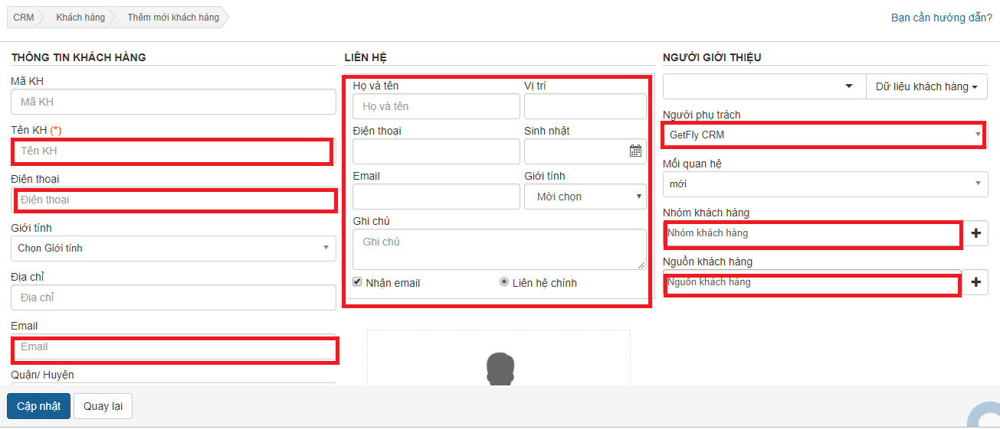 CRM Khách hàng Thêm mới khách hàng Bạn cần hướng dẫn?
THÔNG TIN KHÁCH HÀNG
Mã KH
Mã KH
Tên KH (*)
Tên KH
Điện thoại
Điện thoại
Giới tính
Chọn Giới tính
Địa chỉ
Địa chỉ
Email
Email
Quận/ Huyện
LIÊN HỆ
Họ và tên Vị trí
Họ và tên
Điện thoại Sinh nhật
Email Giới tính
Mời chọn
Ghi chú
Ghi chú
Nhận email Liên hệ chính
NGƯỜI GIỚI THIỆU
Dữ liệu khách hàng
Người phụ trách
GetFly CRM
Mối quan hệ
mới
Nhóm khách hàng
Nhóm khách hàng
Nguồn khách hàng
Nguồn khách hàng
Cập nhật Quay lại